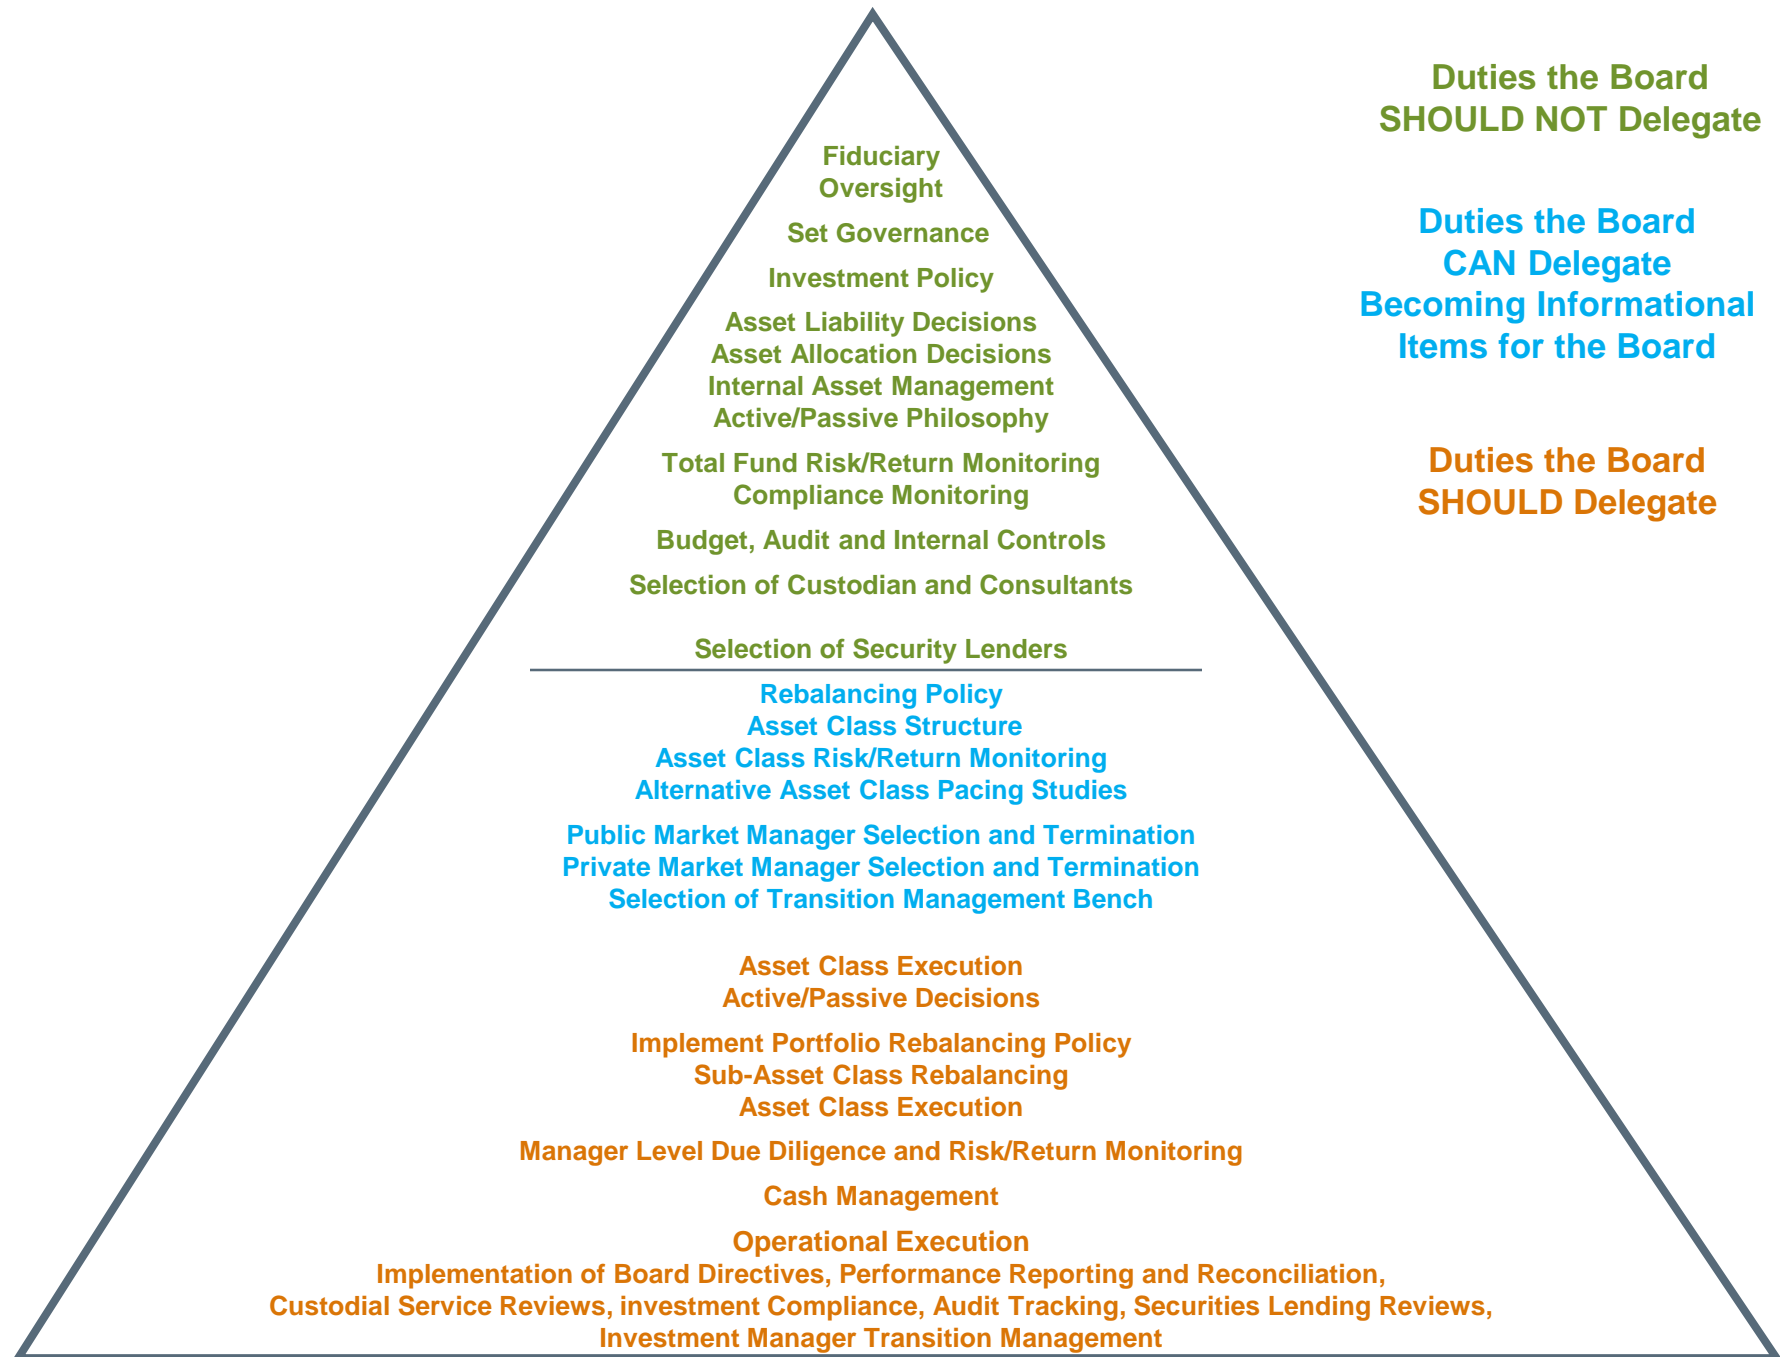 Duties the Board
SHOULD NOT Delegate
Duties the Board
CAN Delegate
Becoming Informational
Items for the Board
Duties the Board
SHOULD Delegate
Fiduciary
Oversight
Set Governance
Investment Policy
Asset Liability Decisions
Asset Allocation Decisions
Internal Asset Management
Active/Passive Philosophy
Total Fund Risk/Return Monitoring
Compliance Monitoring
Budget, Audit and Internal Controls
Selection of Custodian and Consultants
Selection of Security Lenders
Rebalancing Policy
Asset Class Structure
Asset Class Risk/Return Monitoring
Alternative Asset Class Pacing Studies
Public Market Manager Selection and Termination
Private Market Manager Selection and Termination
Selection of Transition Management Bench
Asset Class Execution
Active/Passive Decisions
Implement Portfolio Rebalancing Policy
Sub-Asset Class Rebalancing
Asset Class Execution
Manager Level Due Diligence and Risk/Return Monitoring
Cash Management
Operational Execution
Implementation of Board Directives, Performance Reporting and Reconciliation,
Custodial Service Reviews, investment Compliance, Audit Tracking, Securities Lending Reviews,
Investment Manager Transition Management